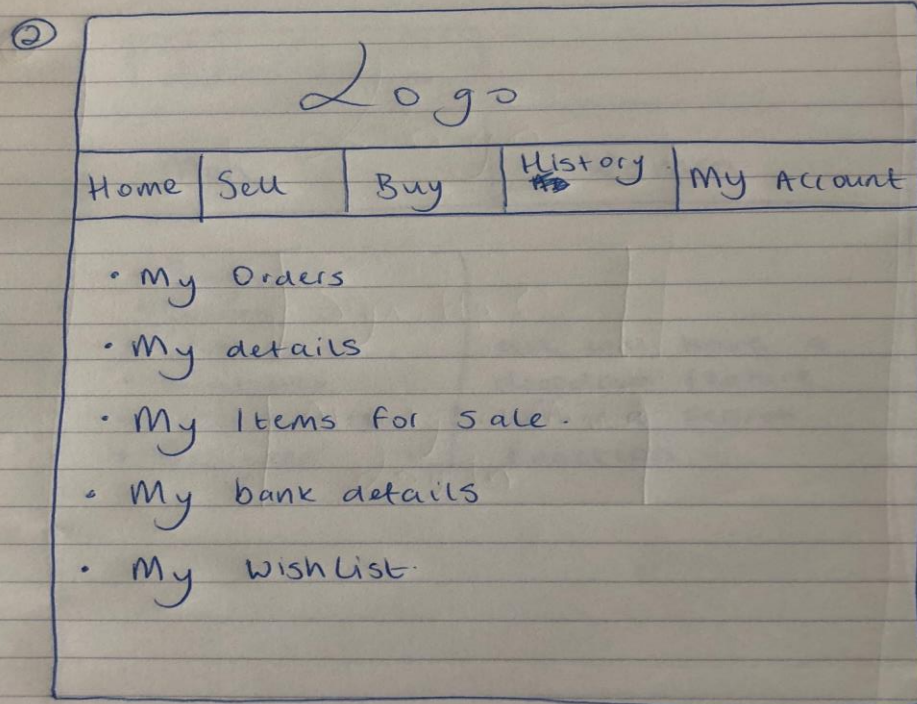 2
Logo
Home Sell Buy History My Account
• My Orders
• My details
• My Items for sale.
• My bank details
• My wishlist.